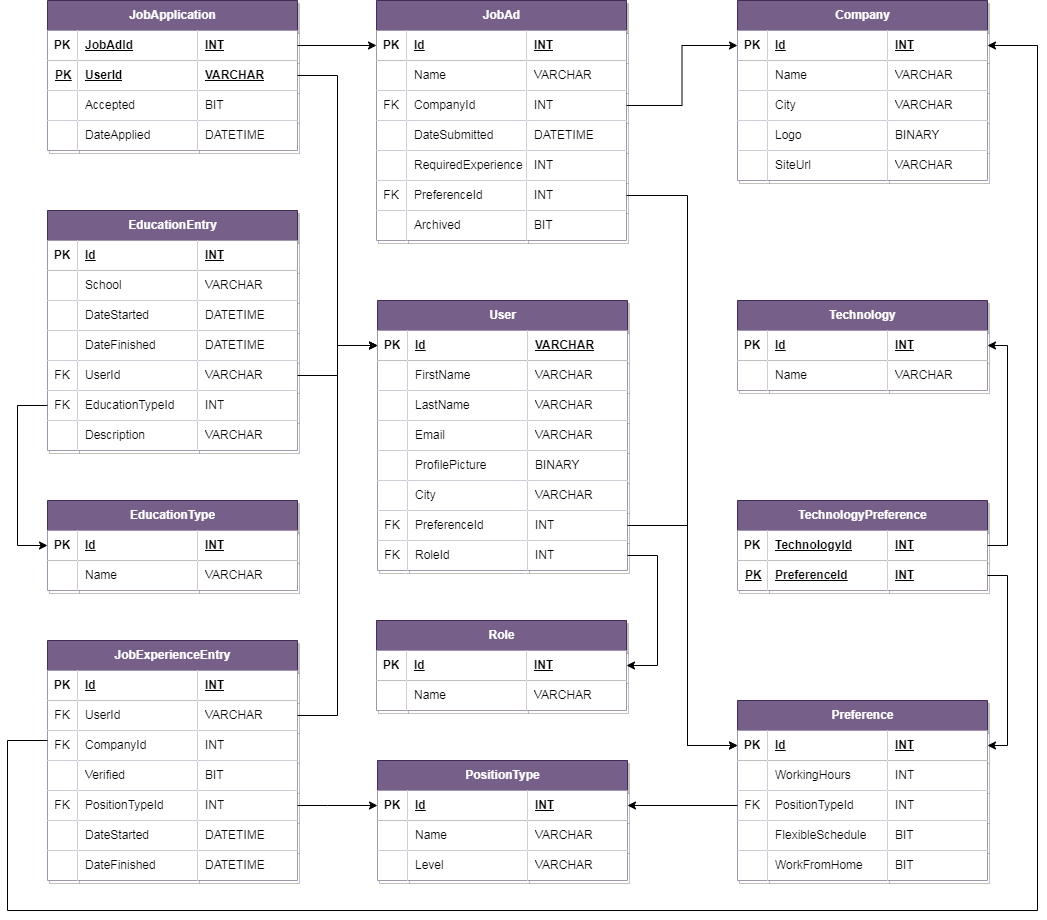 JobApplication
PK JobAdId INT
PK UserId VARCHAR
Accepted BIT
DateApplied DATETIME
JobAd
PK Id INT
Name VARCHAR
FK CompanyId INT
DateSubmitted DATETIME
RequiredExperience INT
FK PreferenceId INT
Archived BIT
Company
PK Id INT
Name VARCHAR
City VARCHAR
Logo BINARY
SiteUrl VARCHAR
EducationEntry
PK Id INT
School VARCHAR
DateStarted DATETIME
DateFinished DATETIME
FK UserId VARCHAR
FK EducationTypeId INT
Description VARCHAR
User
PK Id VARCHAR
FirstName VARCHAR
LastName VARCHAR
Email VARCHAR
ProfilePicture BINARY
City VARCHAR
FK PreferenceId INT
FK RoleId INT
Technology
PK Id INT
Name VARCHAR
EducationType
PK Id INT
Name VARCHAR
TechnologyPreference
PK TechnologyId INT
PK PreferenceId INT
JobExperienceEntry
PK Id INT
FK UserId VARCHAR
FK CompanyId INT
Verified BIT
FK PositionTypeId INT
DateStarted DATETIME
DateFinished DATETIME
Role
PK Id INT
Name VARCHAR
PositionType
PK Id INT
Name VARCHAR
Level VARCHAR
Preference
PK Id INT
WorkingHours INT
FK PositionTypeId INT
FlexibleSchedule BIT
WorkFromHome BIT